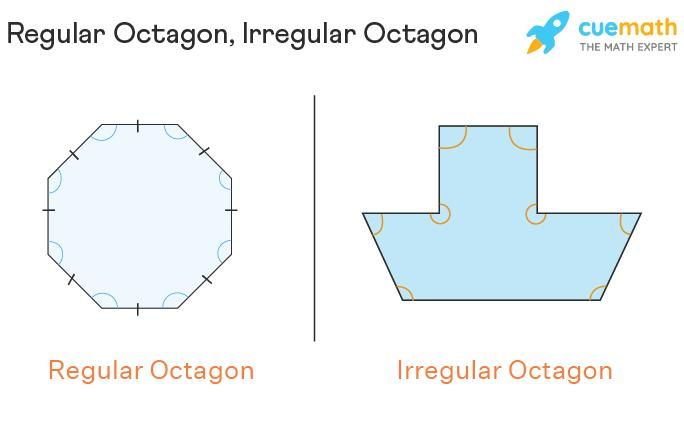 Regular Octagon, Irregular Octagon
cuemath
THE MATH EXPERT
Regular Octagon
Irregular Octagon